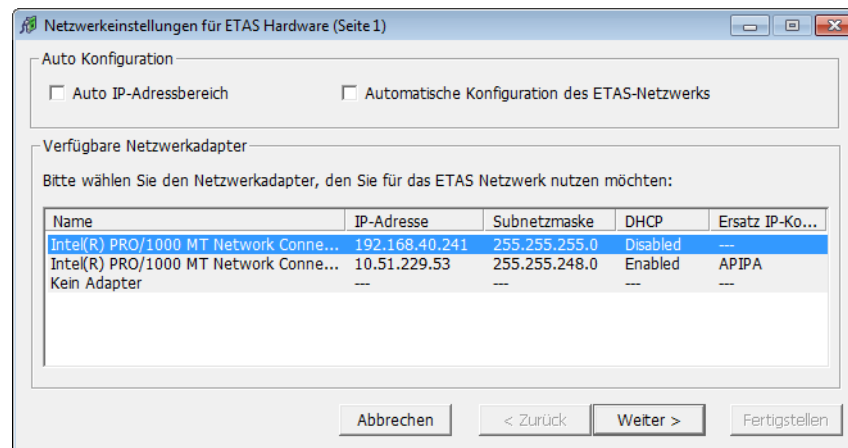 Netzwerkeinstellungen für ETAS Hardware (Seite 1)
Auto Konfiguration
Auto IP-Adressbereich Automatische Konfiguration des ETAS-Netzwerks
Verfügbare Netzwerkadapter
Bitte wählen Sie den Netzwerkadapter, den Sie für das ETAS Netzwerk nutzen möchten:
Name IP-Adresse Subnetzmaske DHCP Ersatz IP-Ko...
Intel(R) PRO/1000 MT Network Conne... 192.168.40.241 255.255.255.0 Disabled ---
Intel(R) PRO/1000 MT Network Conne... 10.51.229.53 255.255.248.0 Enabled APIPA
Kein Adapter --- --- --- ---
Abbrechen < Zurück Weiter > Fertigstellen